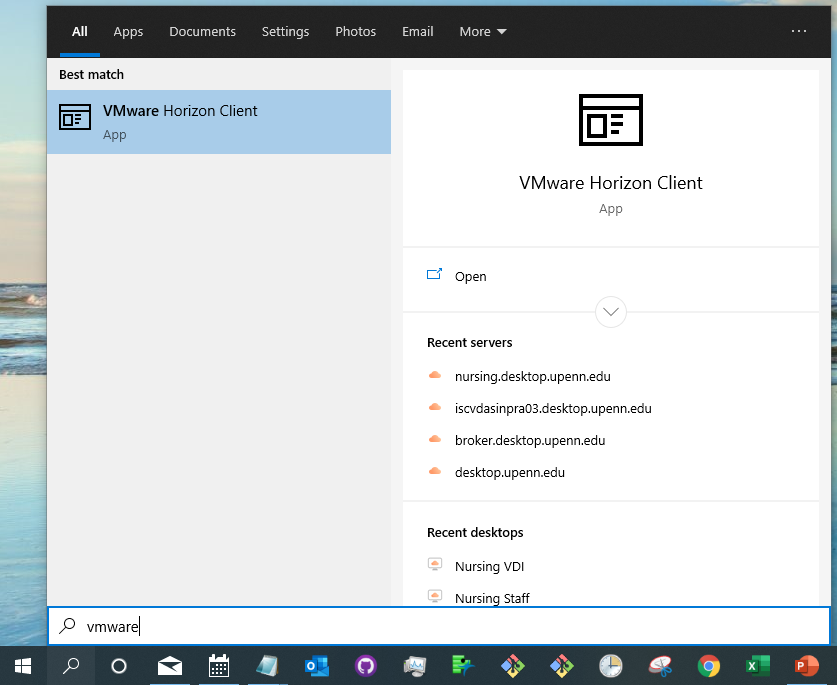 All Apps Documents Settings Photos Email More ...
Best match
VMware Horizon Client
App
VMware Horizon Client
App
Open
Recent servers
nursing.desktop.upenn.edu
iscvdasinpra03.desktop.upenn.edu
broker.desktop.upenn.edu
desktop.upenn.edu
Recent desktops
Nursing VDI
Nursing Staff
vmware